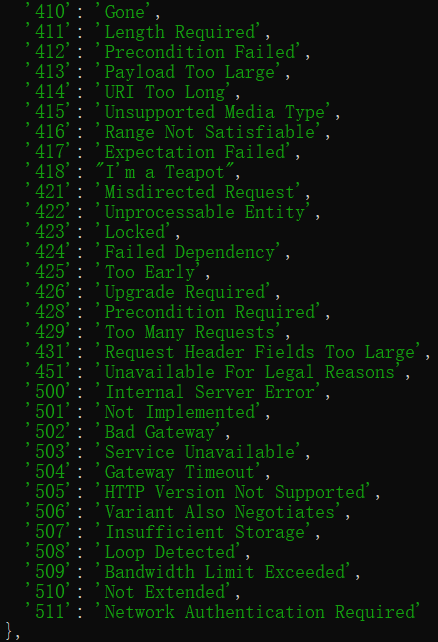 '410': 'Gone',
'411': 'Length Required',
'412': 'Precondition Failed',
'413': 'Payload Too Large',
'414': 'URI Too Long',
'415': 'Unsupported Media Type',
'416': 'Range Not Satisfiable',
'417': 'Expectation Failed',
'418': "I'm a Teapot",
'421': 'Misdirected Request',
'422': 'Unprocessable Entity',
'423': 'Locked',
'424': 'Failed Dependency',
'425': 'Too Early',
'426': 'Upgrade Required',
'428': 'Precondition Required',
'429': 'Too Many Requests',
'431': 'Request Header Fields Too Large',
'451': 'Unavailable For Legal Reasons',
'500': 'Internal Server Error',
'501': 'Not Implemented',
'502': 'Bad Gateway',
'503': 'Service Unavailable',
'504': 'Gateway Timeout',
'505': 'HTTP Version Not Supported',
'506': 'Variant Also Negotiates',
'507': 'Insufficient Storage',
'508': 'Loop Detected',
'509': 'Bandwidth Limit Exceeded',
'510': 'Not Extended',
'511': 'Network Authentication Required'
},